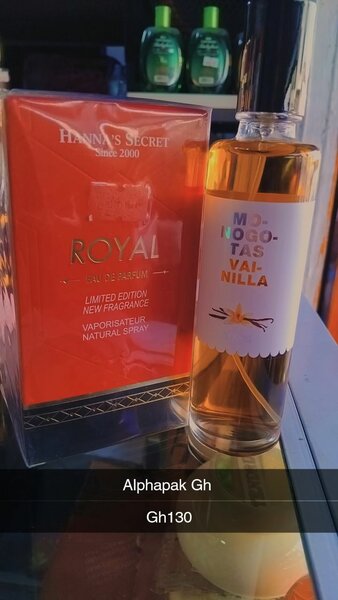 HANNA'S SECRET
Since 2000
ROYAL
EAU DE PARFUM
LIMITED EDITION
NEW FRAGRANCE
VAPORISATEUR
NATURAL SPRAY
MO-
NOGO-
TAS
VAI-
NILLA
Alphapak Gh
Gh130